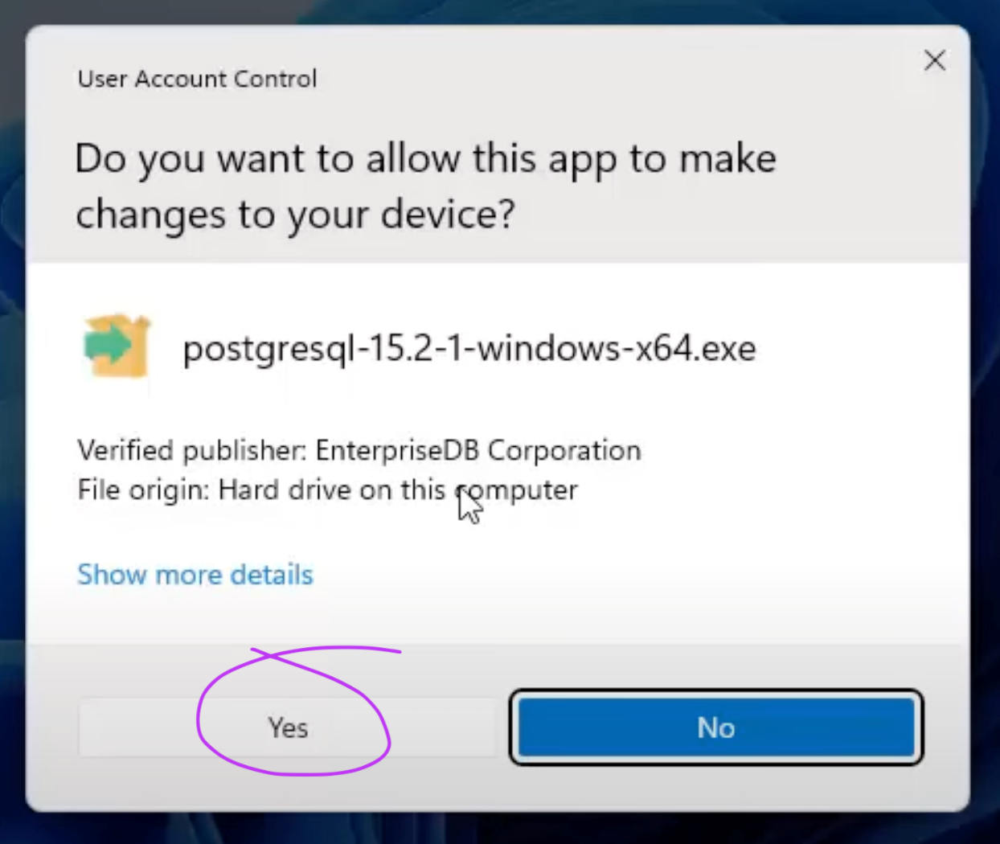 User Account Control
Do you want to allow this app to make
changes to your device?
postgresql-15.2-1-windows-x64.exe
Verified publisher: EnterpriseDB Corporation
File origin: Hard drive on this computer
Show more details
Yes
No